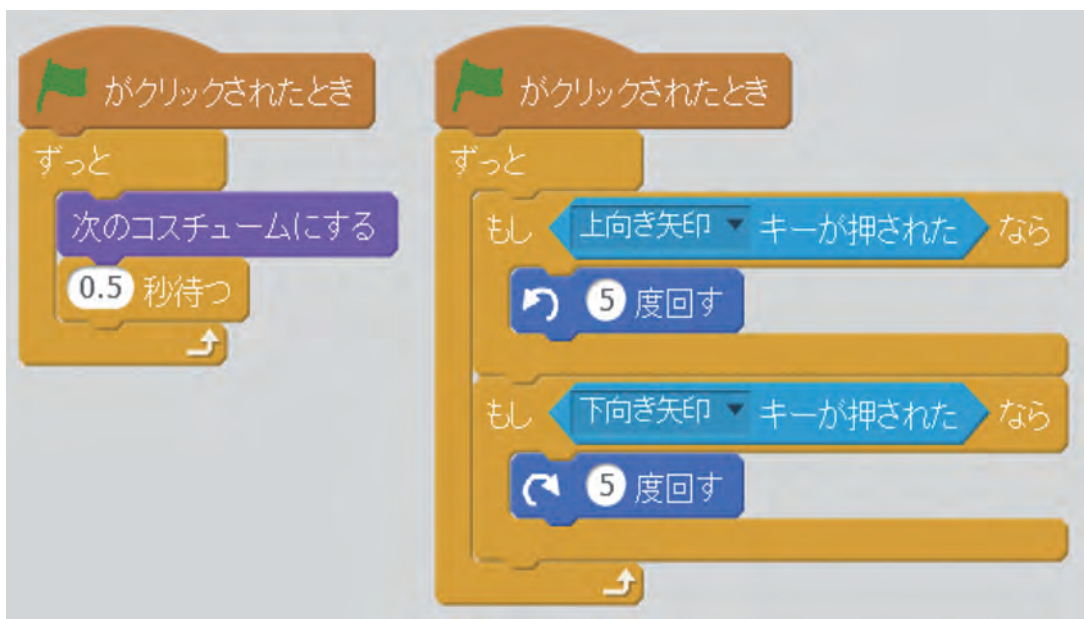 がクリックされたとき
ずっと
次のコスチュームにする
0.5 秒待つ
がクリックされたとき
ずっと
もし 上向き矢印 キーが押された なら
5 度回す
もし 下向き矢印 キーが押された なら
5 度回す